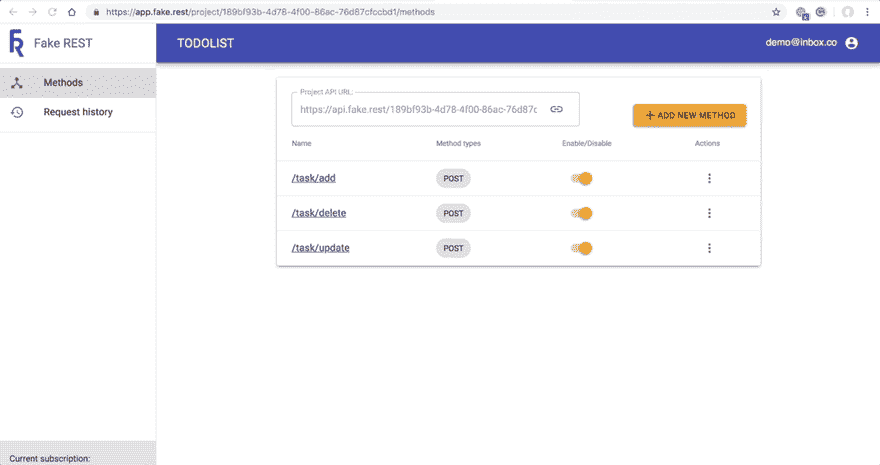 https://app.fake.rest/project/189bf93b-4d78-4f00-86ac-76d87cfccbd1/methods
Fake REST
TODOLIST
demo@inbox.co
Methods
Request history
Project API URL:
https://api.fake.rest/189bf93b-4d78-4f00-86ac-76d87c
ADD NEW METHOD
Name Method types Enable/Disable Actions
/task/add POST
/task/delete POST
/task/update POST
Current subscription: